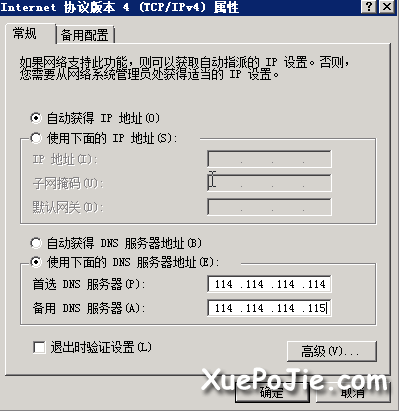 Internet 协议版本 4 (TCP/IPv4) 属性
常规 备用配置
如果网络支持此功能，则可以获取自动指派的 IP 设置。否则，
您需要从网络系统管理员处获得适当的 IP 设置。
自动获得 IP 地址(O)
使用下面的 IP 地址(S):
IP 地址(I):
子网掩码(U):
默认网关(D):
自动获得 DNS 服务器地址(B)
使用下面的 DNS 服务器地址(E):
首选 DNS 服务器(P): 114 .114 .114 .114
备用 DNS 服务器(A): 114 .114 .114 .115
退出时验证设置(L)
高级(V)...
XuePoJie.com
确定 取消